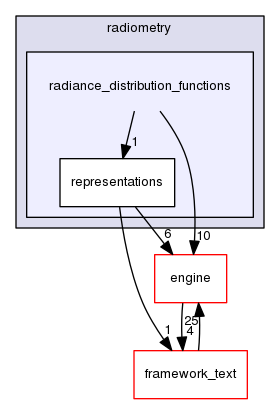 radiometry
radiance_distribution_functions
1
representations
6
10
engine
25
4
1
framework_text